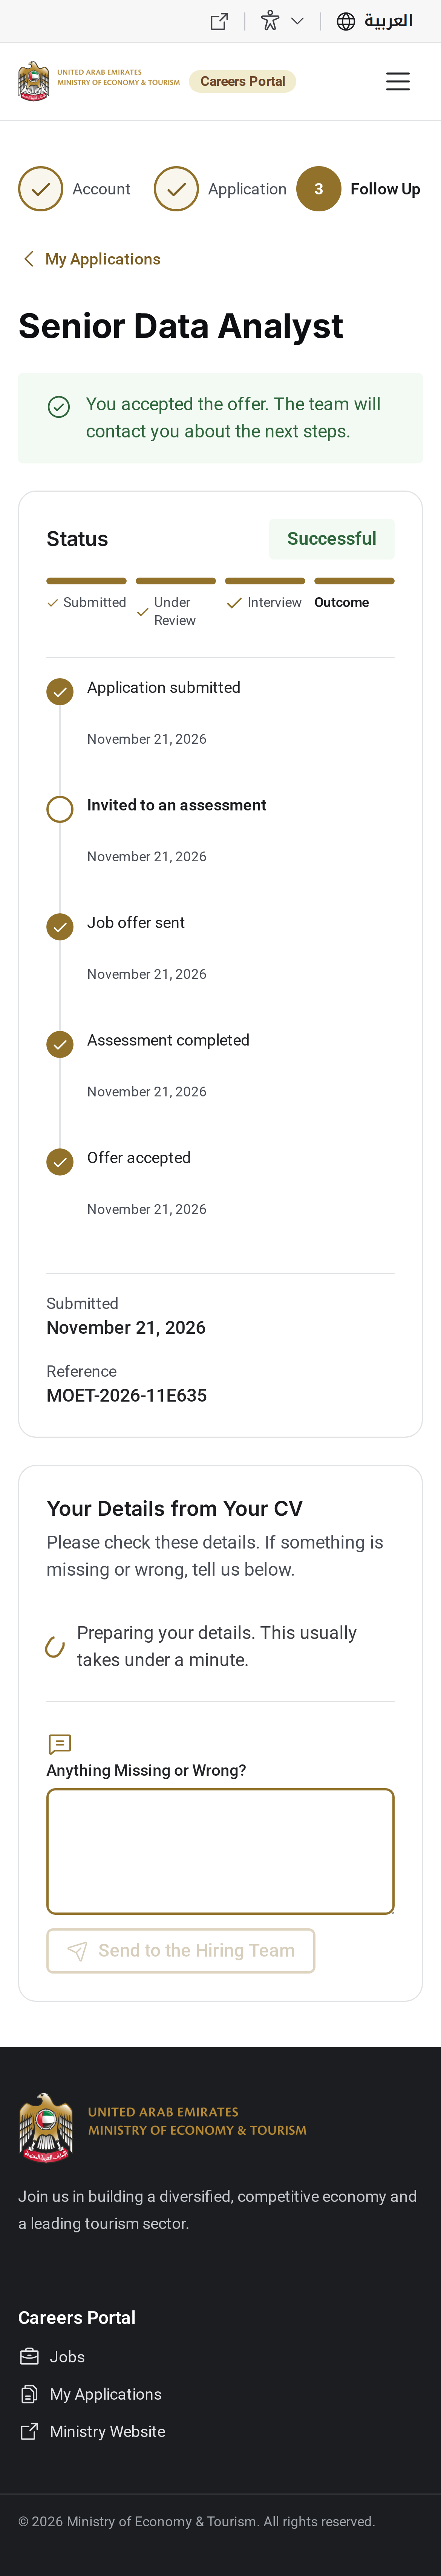 العربية
UNITED ARAB EMIRATES
MINISTRY OF ECONOMY & TOURISM
Careers Portal
Account
Application
3
Follow Up
My Applications
Senior Data Analyst
You accepted the offer. The team will
contact you about the next steps.
Status
Successful
Submitted
Under
Review
Interview
Outcome
Application submitted
November 21, 2026
Invited to an assessment
November 21, 2026
Job offer sent
November 21, 2026
Assessment completed
November 21, 2026
Offer accepted
November 21, 2026
Submitted
November 21, 2026
Reference
MOET-2026-11E635
Your Details from Your CV
Please check these details. If something is
missing or wrong, tell us below.
Preparing your details. This usually
takes under a minute.
Anything Missing or Wrong?
Send to the Hiring Team
UNITED ARAB EMIRATES
MINISTRY OF ECONOMY & TOURISM
Join us in building a diversified, competitive economy and
a leading tourism sector.
Careers Portal
Jobs
My Applications
Ministry Website
© 2026 Ministry of Economy & Tourism. All rights reserved.